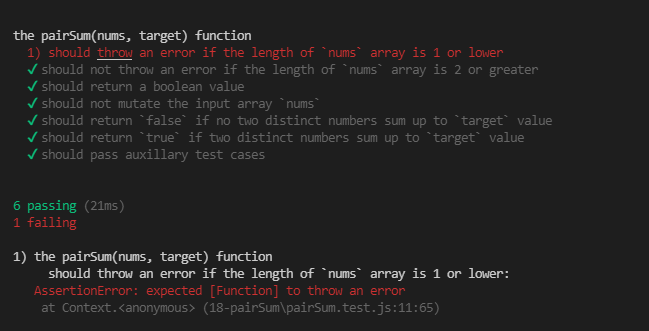 the pairSum(nums, target) function
1) should throw an error if the length of `nums` array is 1 or lower
✓ should not throw an error if the length of `nums` array is 2 or greater
✓ should return a boolean value
✓ should not mutate the input array `nums`
✓ should return `false` if no two distinct numbers sum up to `target` value
✓ should return `true` if two distinct numbers sum up to `target` value
✓ should pass auxillary test cases
6 passing (21ms)
1 failing
1) the pairSum(nums, target) function
should throw an error if the length of `nums` array is 1 or lower:
AssertionError: expected [Function] to throw an error
at Context.<anonymous> (18-pairSum\pairSum.test.js:11:65)